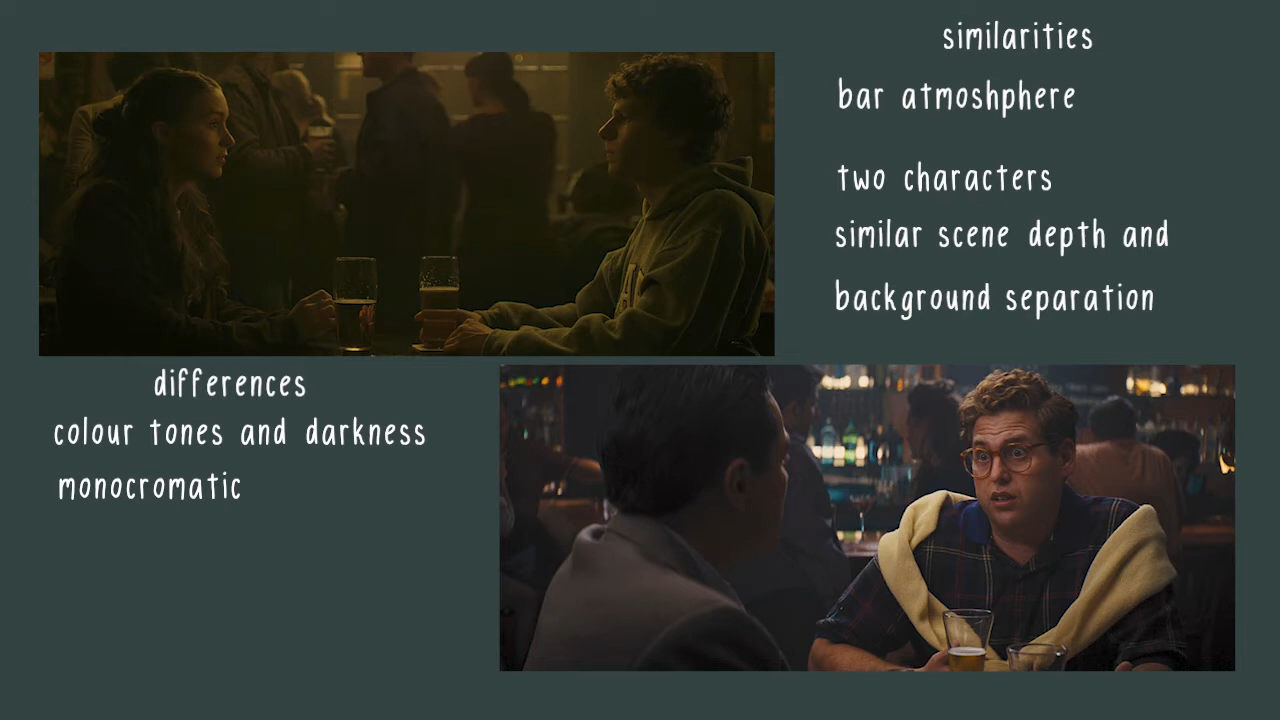 similarities
bar atmoshphere
two characters
similar scene depth and
background separation
differences
colour tones and darkness
monocromatic